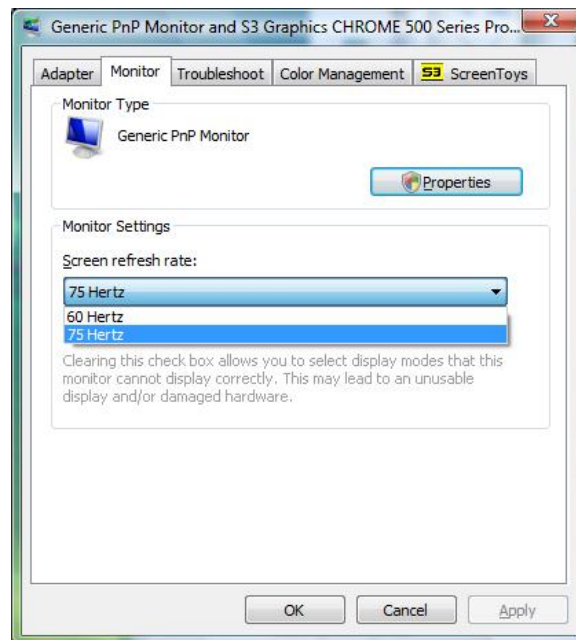 Generic PnP Monitor and S3 Graphics CHROME 500 Series Pro...
Adapter Monitor Troubleshoot Color Management S3 ScreenToys
Monitor Type
Generic PnP Monitor
Properties
Monitor Settings
Screen refresh rate:
75 Hertz
60 Hertz
75 Hertz
Clearing this check box allows you to select display modes that this
monitor cannot display correctly. This may lead to an unusable
display and/or damaged hardware.
OK Cancel Apply